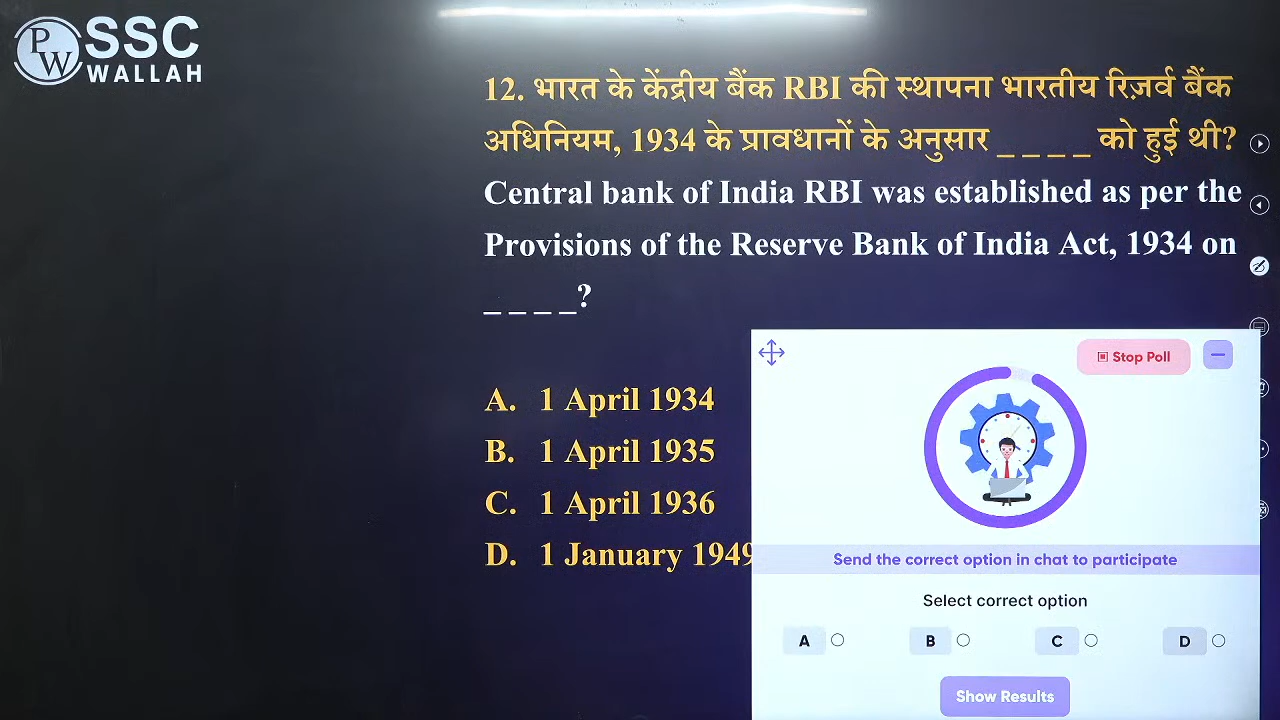 PW SSC
WALLAH
12. भारत के केंद्रीय बैंक RBI की स्थापना भारतीय रिज़र्व बैंक
अधिनियम, 1934 के प्रावधानों के अनुसार _ _ _ _ को हुई थी?
Central bank of India RBI was established as per the
Provisions of the Reserve Bank of India Act, 1934 on
_ _ _ _?
A. 1 April 1934
B. 1 April 1935
C. 1 April 1936
D. 1 January 1949
Stop Poll
Send the correct option in chat to participate
Select correct option
A B C D
Show Results